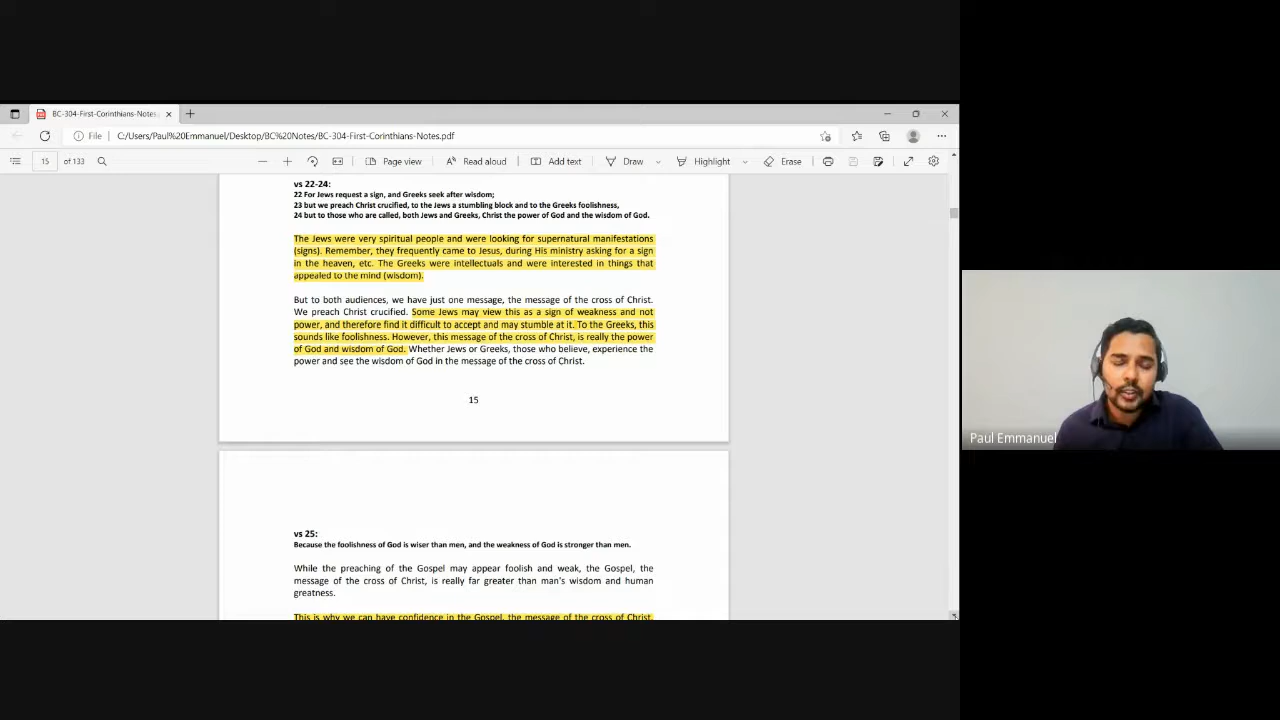 BC-304-First-Corinthians-Notes
File C:/Users/Paul%20Emmanuel/Desktop/BC%20Notes/BC-304-First-Corinthians-Notes.pdf
15 of 133 Page view Read aloud Add text Draw Highlight Erase
vs 22-24:
22 For Jews request a sign, and Greeks seek after wisdom;
23 but we preach Christ crucified, to the Jews a stumbling block and to the Greeks foolishness,
24 but to those who are called, both Jews and Greeks, Christ the power of God and the wisdom of God.
The Jews were very spiritual people and were looking for supernatural manifestations
(signs). Remember, they frequently came to Jesus, during His ministry asking for a sign
in the heaven, etc. The Greeks were intellectuals and were interested in things that
appealed to the mind (wisdom).
But to both audiences, we have just one message, the message of the cross of Christ.
We preach Christ crucified. Some Jews may view this as a sign of weakness and not
power, and therefore find it difficult to accept and may stumble at it. To the Greeks, this
sounds like foolishness. However, this message of the cross of Christ, is really the power
of God and wisdom of God. Whether Jews or Greeks, those who believe, experience the
power and see the wisdom of God in the message of the cross of Christ.
15
vs 25:
Because the foolishness of God is wiser than men, and the weakness of God is stronger than men.
While the preaching of the Gospel may appear foolish and weak, the Gospel, the
message of the cross of Christ, is really far greater than man's wisdom and human
greatness.
This is why we can have confidence in the Gospel, the message of the cross of Christ.
Paul Emmanuel